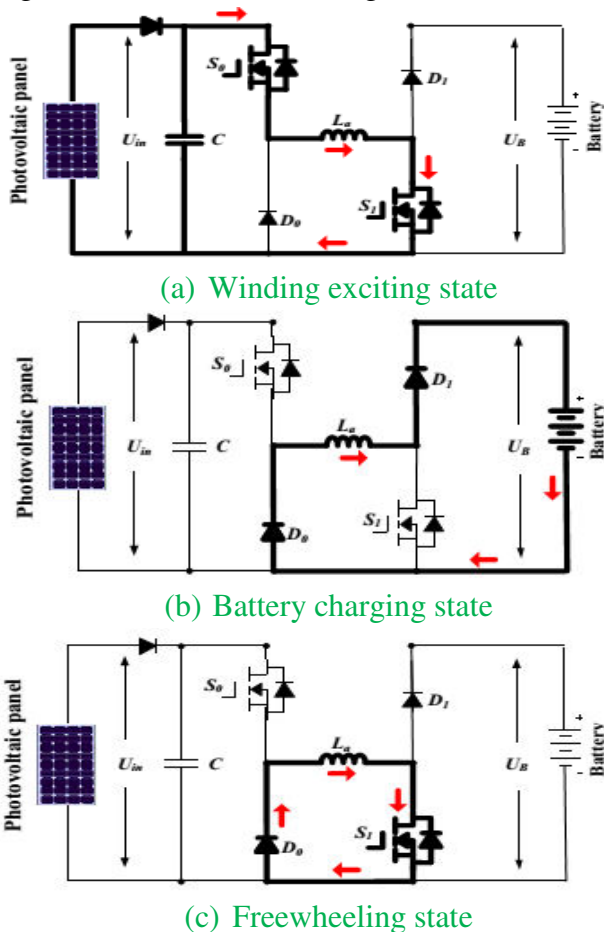 S0
La
D1
Photovoltaic panel
Uin
C
UB
+
-
Battery
D0
S1
(a) Winding exciting state
S0
D1
+
Photovoltaic panel
La
Uin
C
UB
-
Battery
D0
S1
(b) Battery charging state
S0
D1
+
Photovoltaic panel
La
Uin
C
UB
-
Battery
D0
S1
(c) Freewheeling state